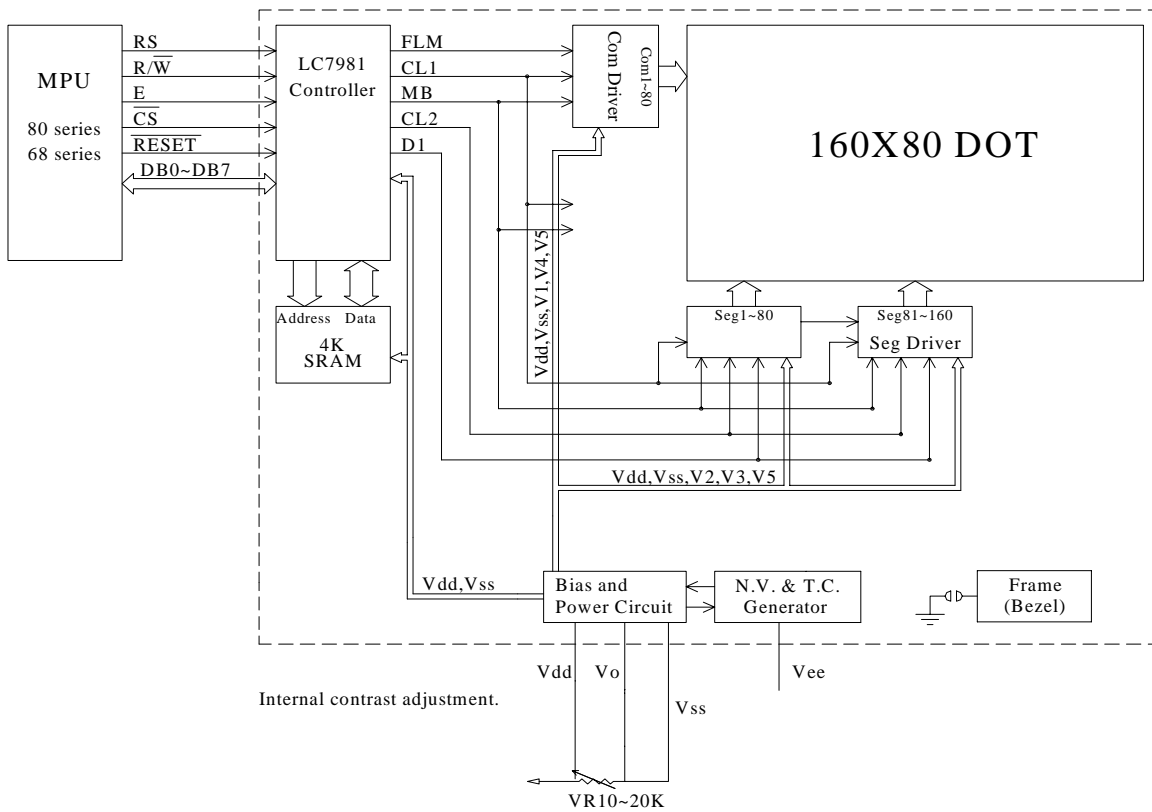 RS
R/W̅
E
C̅S̅
R̅E̅S̅E̅T̅
DB0~DB7
MPU
80 series
68 series
LC7981
Controller
FLM
CL1
MB
CL2
D1
Com Driver
Com1~80
160X80 DOT
Address Data
4K
SRAM
Vdd,Vss,V1,V4,V5
Seg1~80
Seg81~160
Seg Driver
Vdd,Vss,V2,V3,V5
Vdd,Vss
Bias and
Power Circuit
N.V. & T.C.
Generator
Frame
(Bezel)
Vdd
Vo
Vss
Vee
Internal contrast adjustment.
VR10~20K